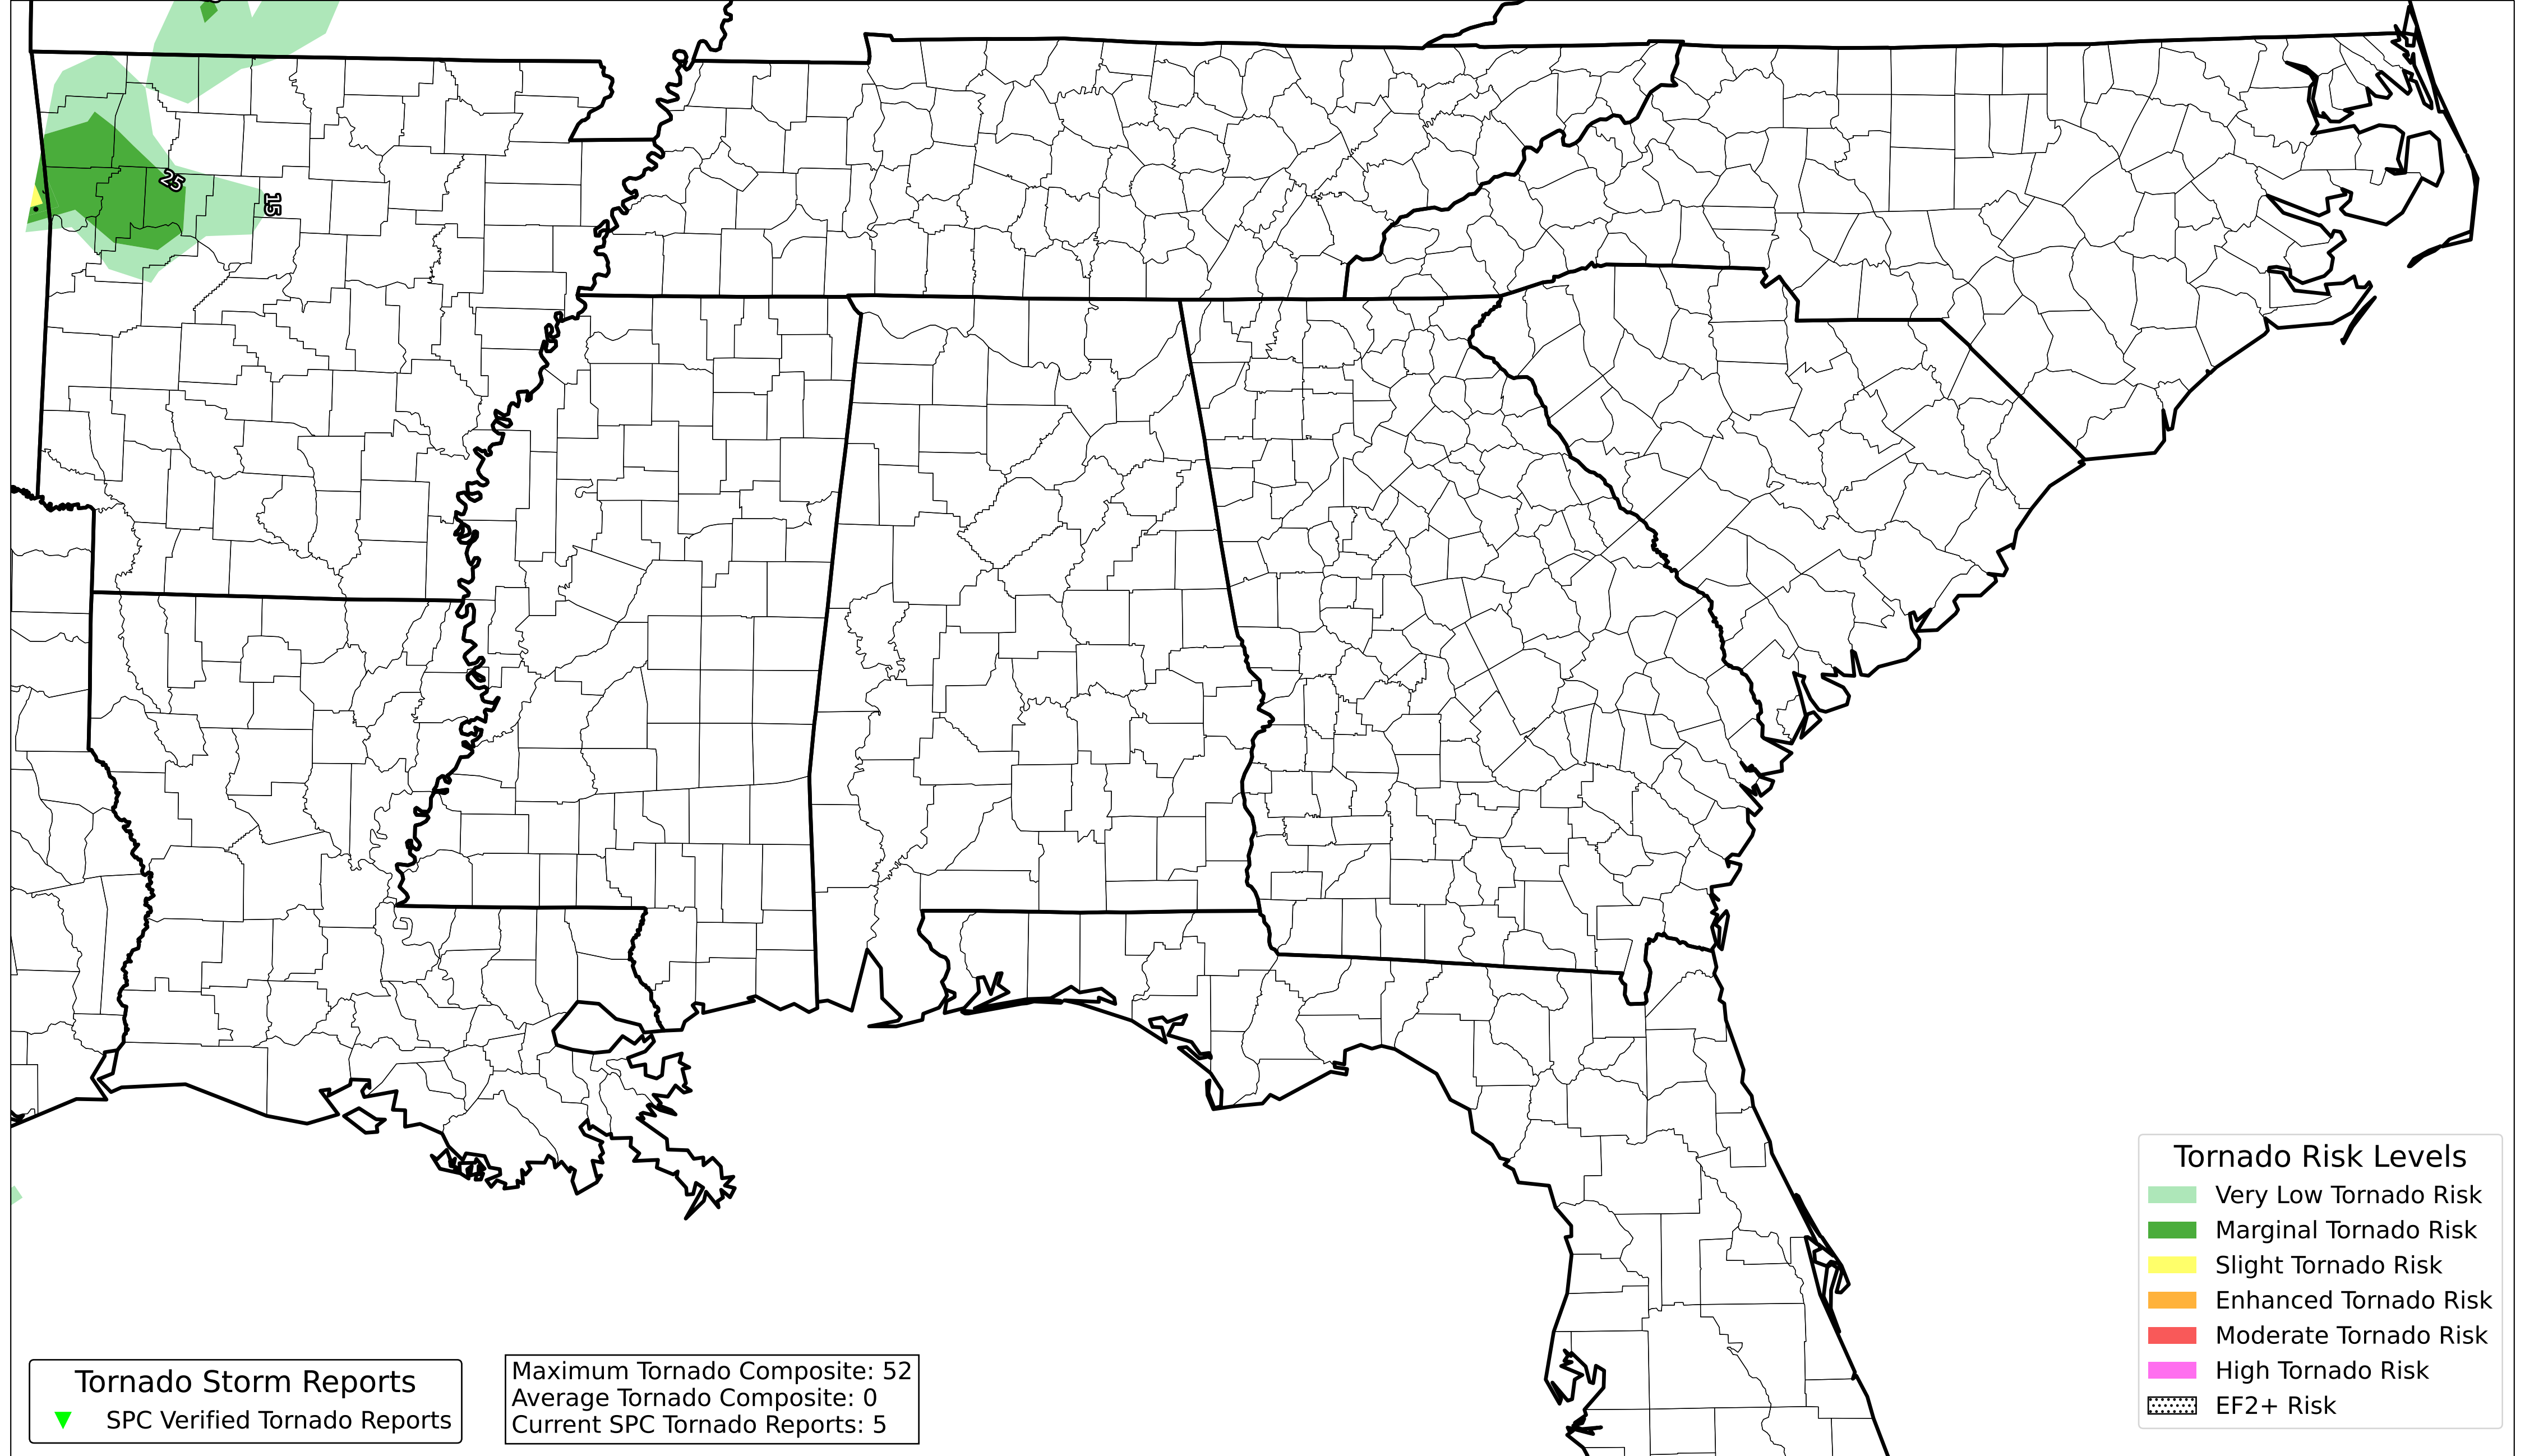 25
15
Tornado Risk Levels
Very Low Tornado Risk
Marginal Tornado Risk
Slight Tornado Risk
Enhanced Tornado Risk
Moderate Tornado Risk
High Tornado Risk
EF2+ Risk
Tornado Storm Reports
SPC Verified Tornado Reports
Maximum Tornado Composite: 52
Average Tornado Composite: 0
Current SPC Tornado Reports: 5